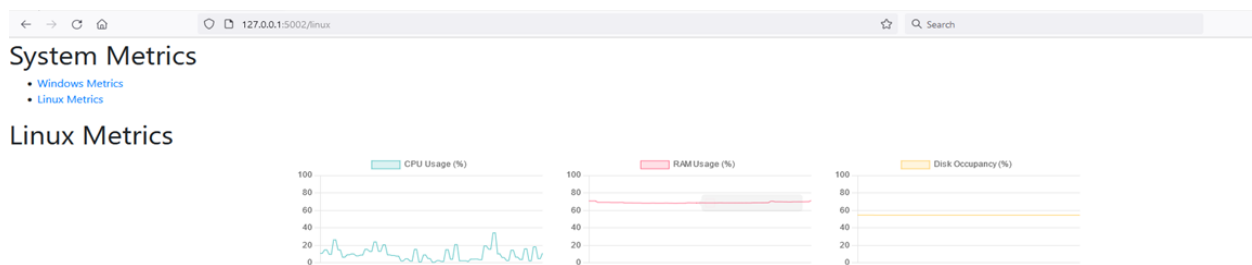 127.0.0.1:5002/linux
Search
System Metrics
Windows Metrics
Linux Metrics
Linux Metrics
CPU Usage (%)
100
80
60
40
20
0
RAM Usage (%)
100
80
60
40
20
0
Disk Occupancy (%)
100
80
60
40
20
0